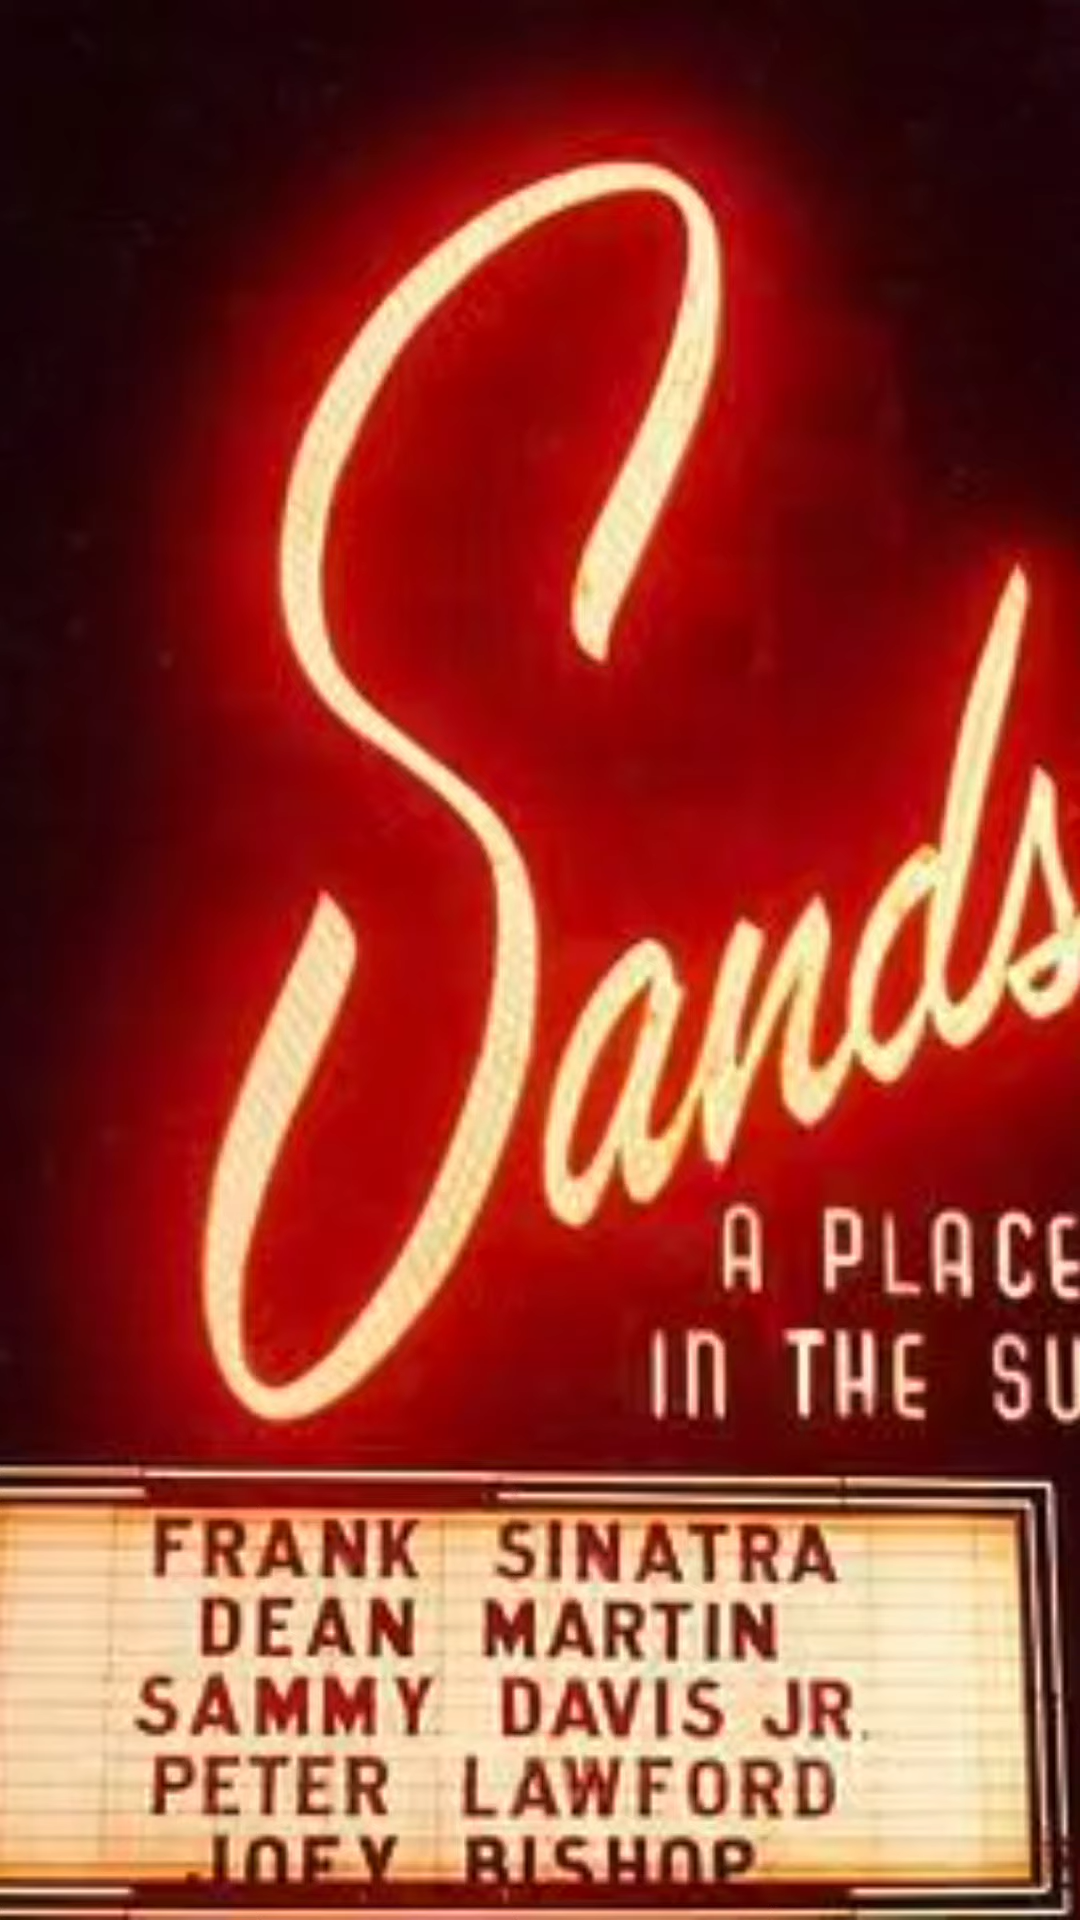 Sands
A PLACE
IN THE SU
FRANK SINATRA
DEAN MARTIN
SAMMY DAVIS JR.
PETER LAWFORD
JOEY BISHOP